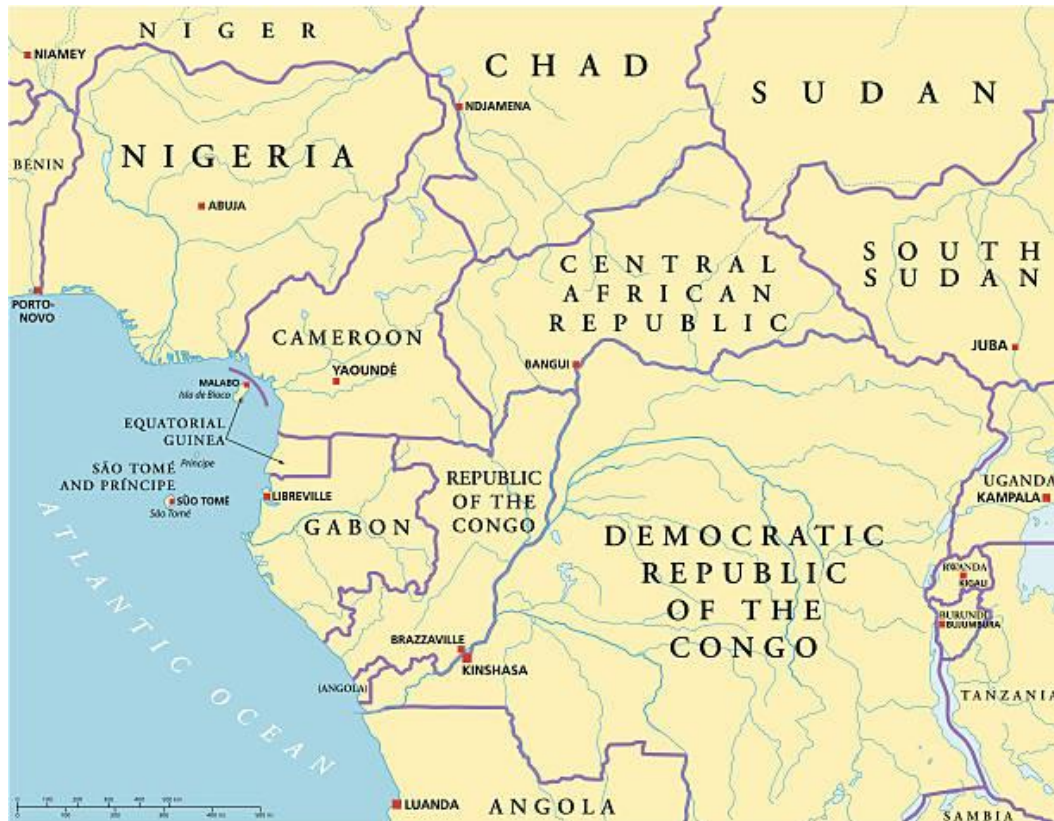 NIGER
NIAMEY
CHAD
SUDAN
NDJAMENA
BENIN
NIGERIA
ABUJA
SOUTH
SUDAN
CENTRAL
AFRICAN
REPUBLIC
PORTO-
NOVO
CAMEROON
YAOUNDÉ
BANGUI
JUBA
MALABO
Isla de Bioco
EQUATORIAL
GUINEA
Príncipe
SÃO TOMÉ
AND PRÍNCIPE
SÜO TOMÉ
São Tomé
LIBREVILLE
GABON
REPUBLIC
OF THE
CONGO
UGANDA
KAMPALA
DEMOCRATIC
REPUBLIC
OF THE
CONGO
RWANDA
KIGALI
BURUNDI
BUJUMBURA
BRAZZAVILLE
KINSHASA
(ANGOLA)
TANZANIA
ATLANTIC OCEAN
LUANDA
ANGOLA
SAMBIA